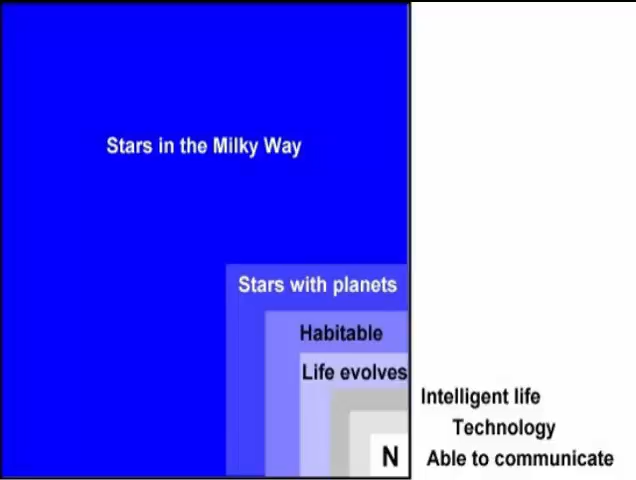 Stars in the Milky Way
Stars with planets
Habitable
Life evolves
Intelligent life
Technology
N
Able to communicate